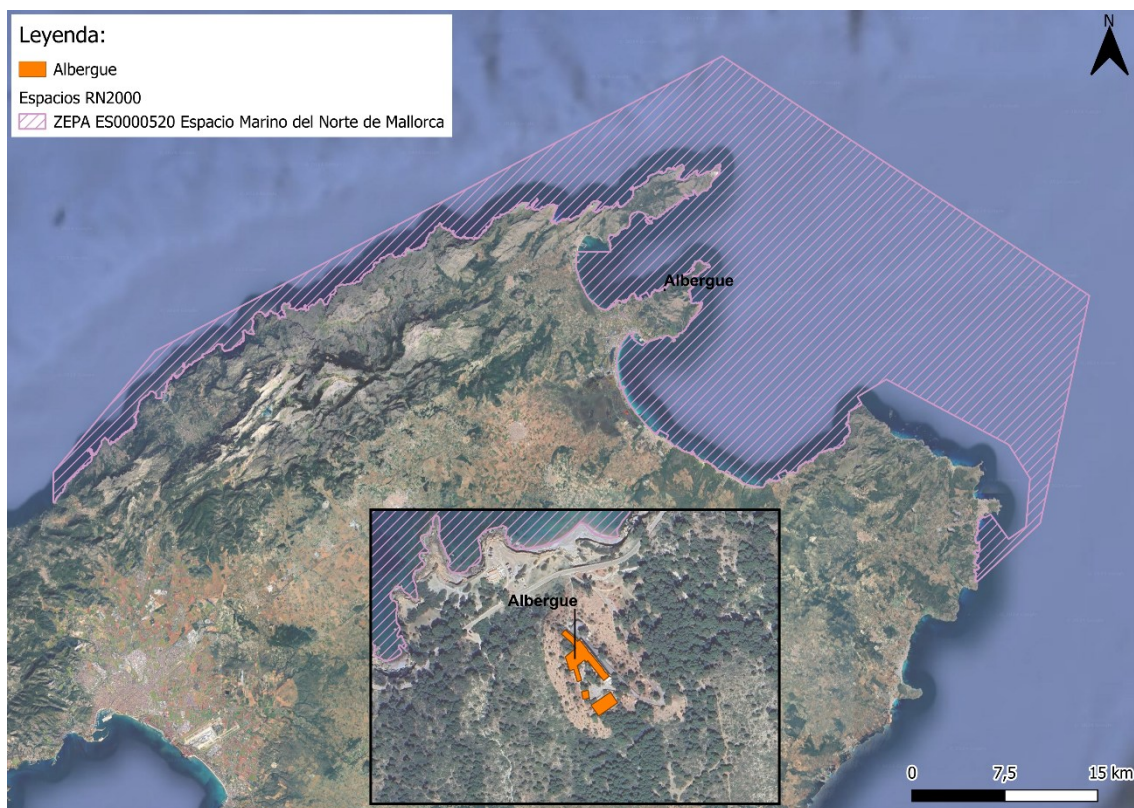 Leyenda:
Albergue
Espacios RN2000
ZEPA ES0000520 Espacio Marino del Norte de Mallorca
N
Albergue
Albergue
0 7,5 15 km